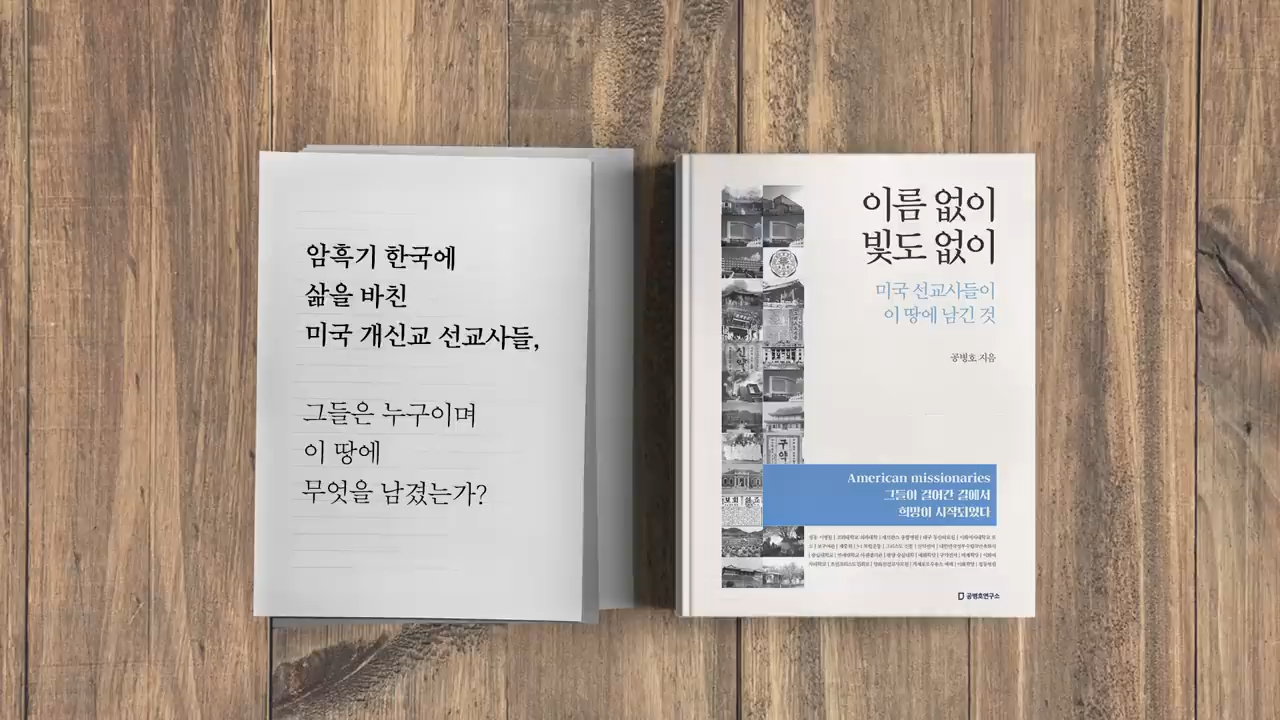 암흑기 한국에
삶을 바친
미국 개신교 선교사들,
그들은 누구이며
이 땅에
무엇을 남겼는가?
이름 없이
빛도 없이
미국 선교사들이
이 땅에 남긴 것
공병호 지음
구약
American missionaries
그들이 걸어간 길에서
희망이 시작되었다
공병호연구소